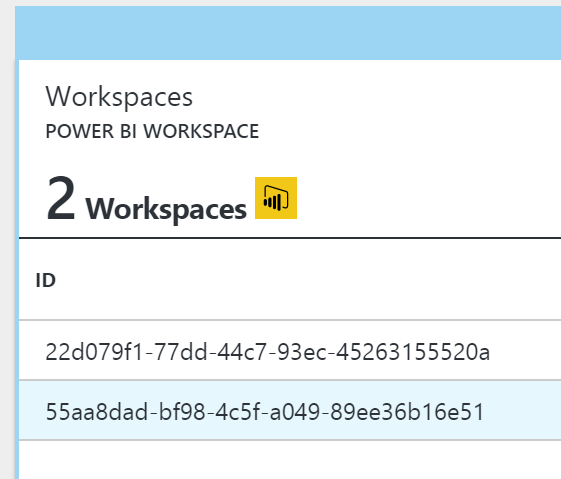 Workspaces
POWER BI WORKSPACE
2 Workspaces
ID
22d079f1-77dd-44c7-93ec-45263155520a
55aa8dad-bf98-4c5f-a049-89ee36b16e51